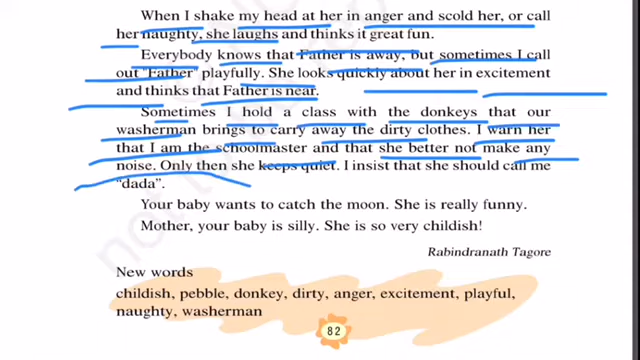 When I shake my head at her in anger and scold her, or call
her naughty, she laughs and thinks it great fun.
Everybody knows that Father is away, but sometimes I call
out "Father" playfully. She looks quickly about her in excitement
and thinks that Father is near.
Sometimes I hold a class with the donkeys that our
washerman brings to carry away the dirty clothes. I warn her
that I am the schoolmaster and that she better not make any
noise. Only then she keeps quiet. I insist that she should call me
"dada".
Your baby wants to catch the moon. She is really funny.
Mother, your baby is silly. She is so very childish!
Rabindranath Tagore
New words
childish, pebble, donkey, dirty, anger, excitement, playful,
naughty, washerman
82